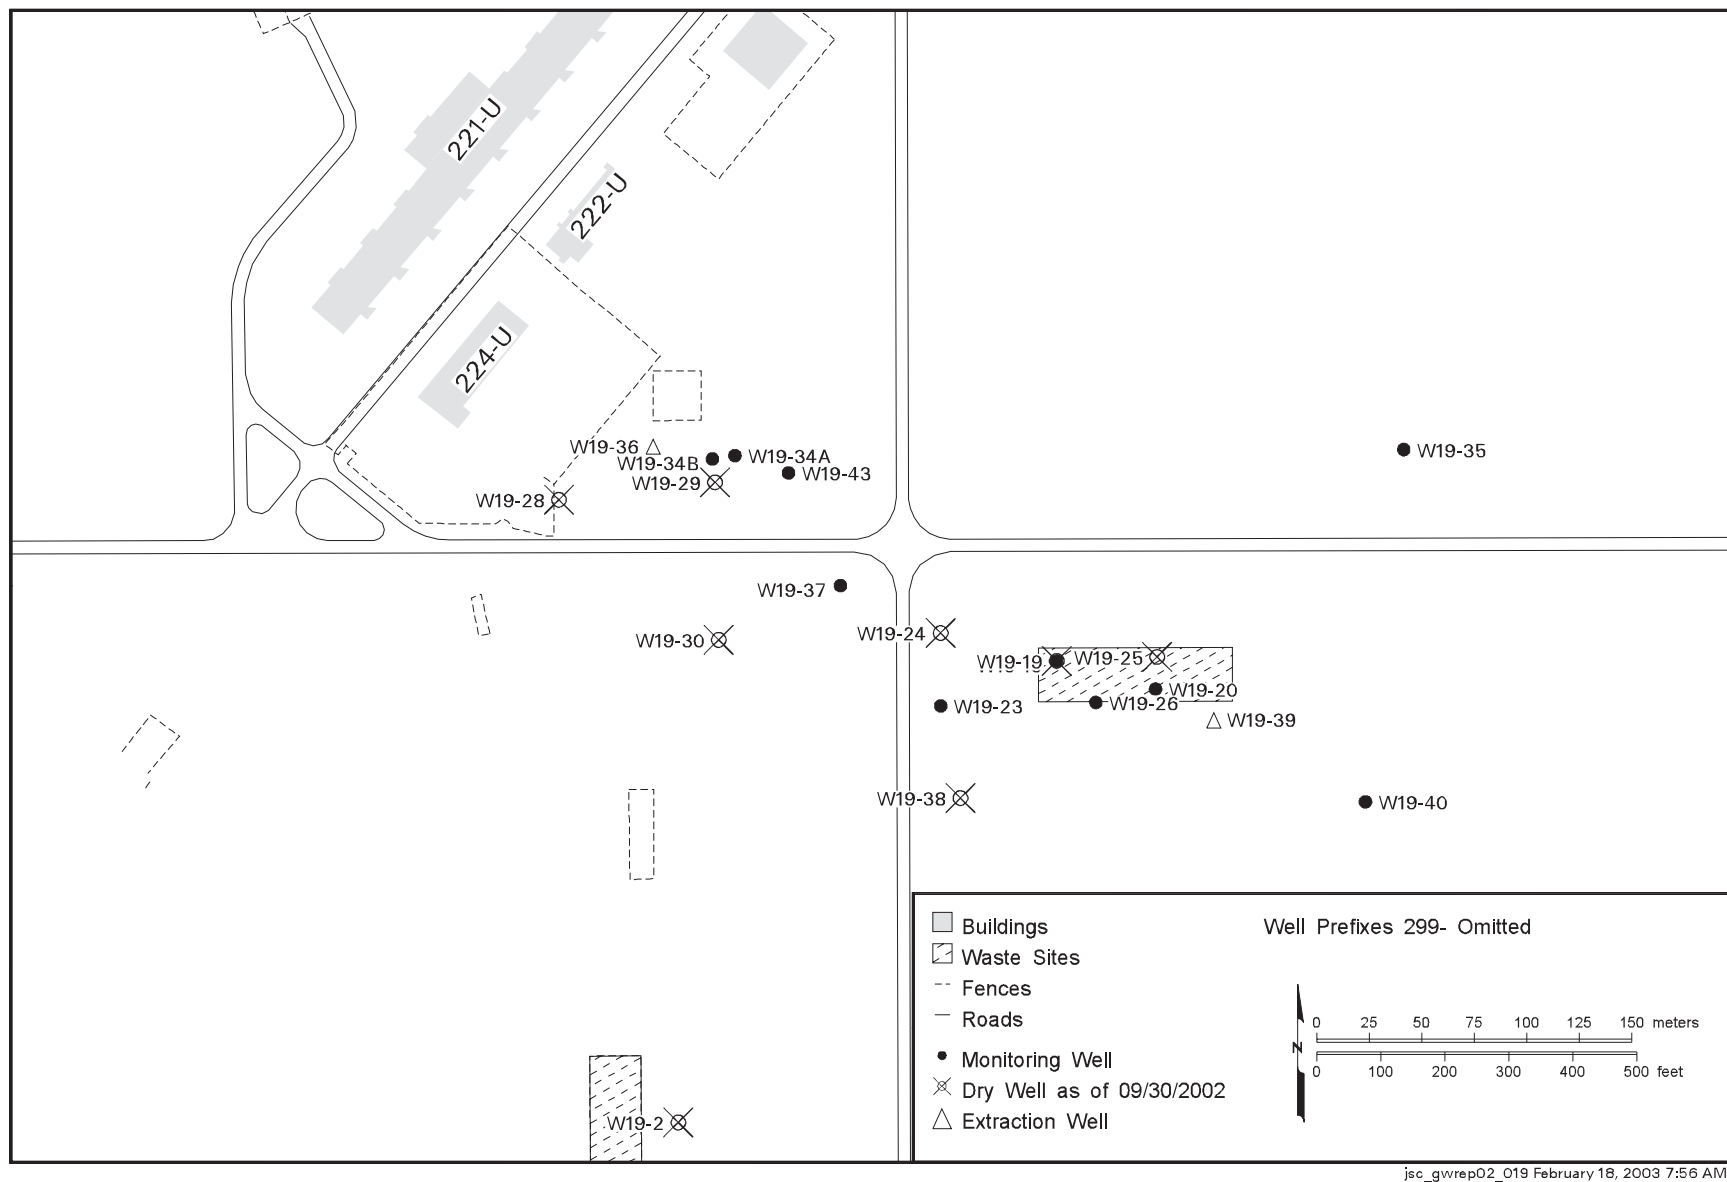 221-U
222-U
224-U
W19-36
W19-34B
W19-34A
W19-43
W19-29
W19-28
W19-35
W19-37
W19-30
W19-24
W19-19
W19-25
W19-20
W19-26
W19-23
W19-39
W19-38
W19-40
W19-2
Buildings
Waste Sites
Fences
Roads
Monitoring Well
Dry Well as of 09/30/2002
Extraction Well
Well Prefixes 299- Omitted
N
0 25 50 75 100 125 150 meters
0 100 200 300 400 500 feet
jsc_gwrep02_019 February 18, 2003 7:56 AM